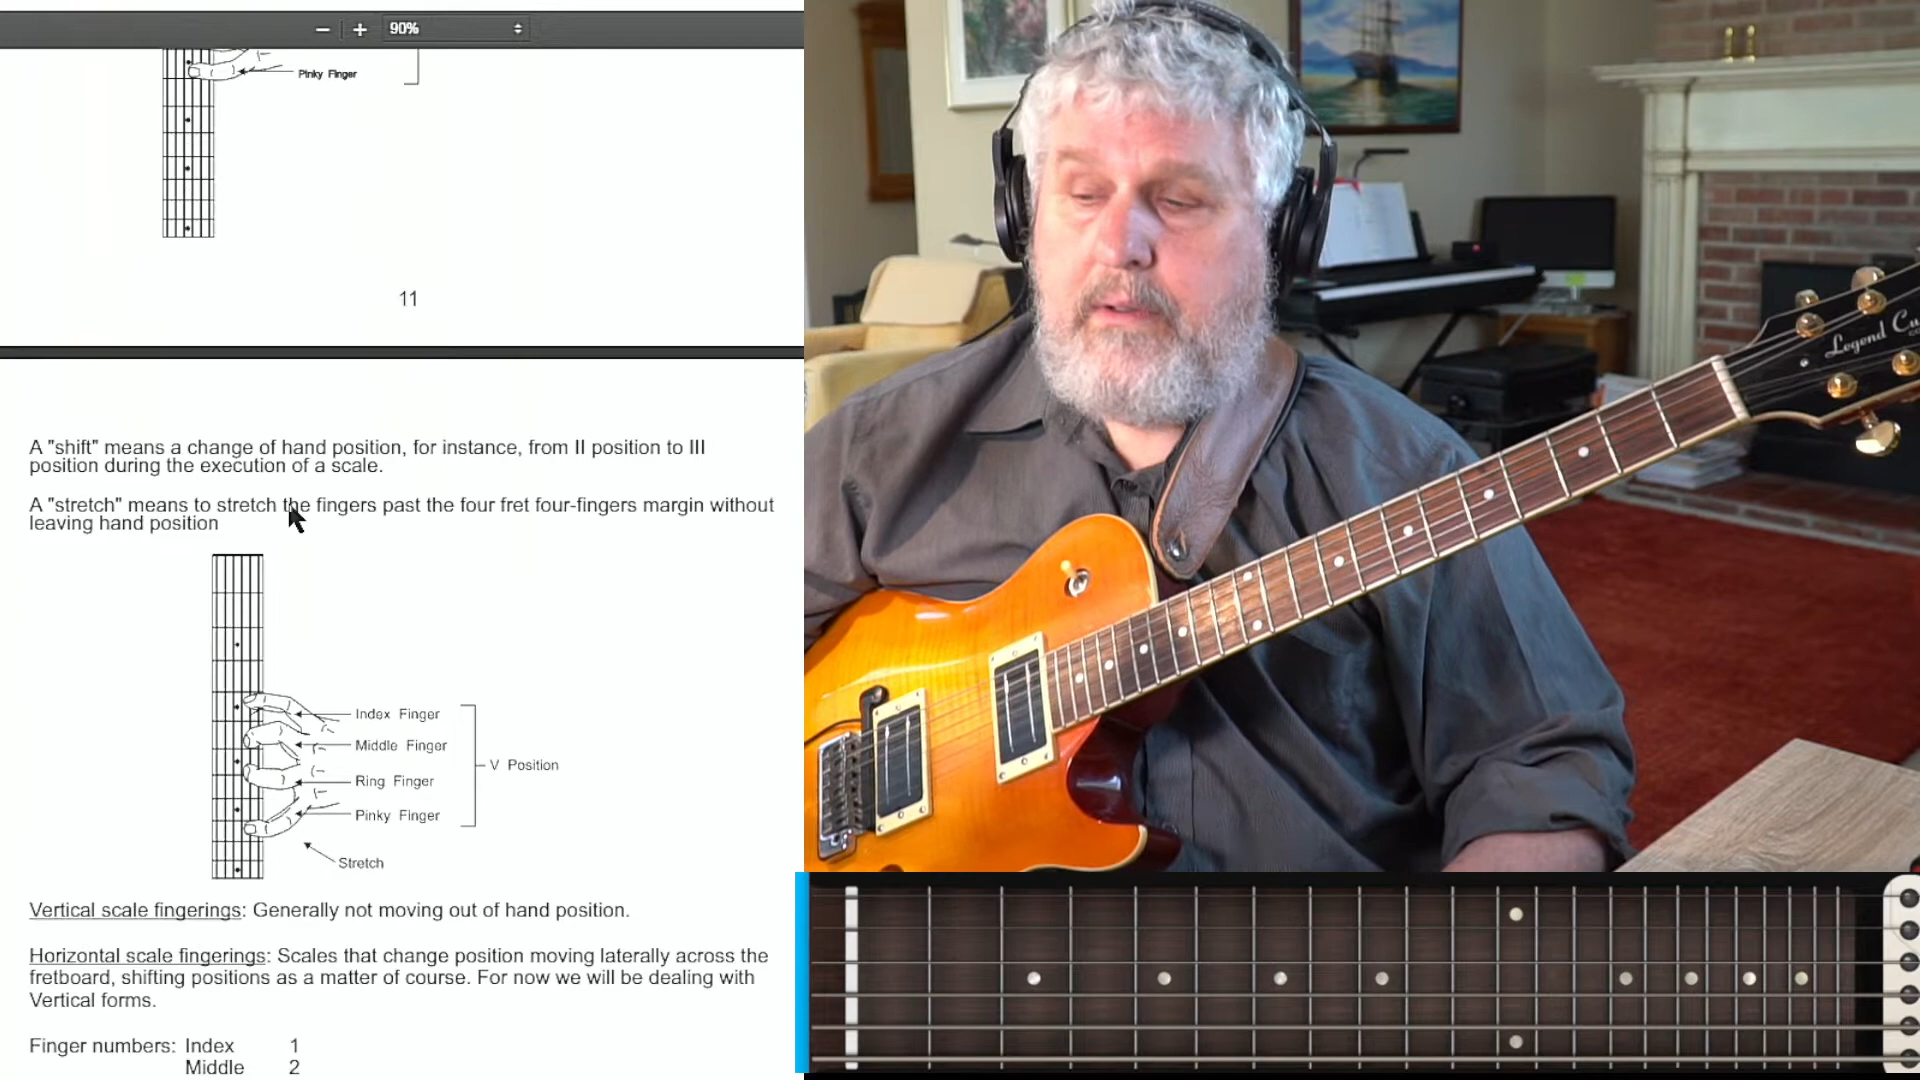 90%
Pinky Finger
11
A "shift" means a change of hand position, for instance, from II position to III
position during the execution of a scale.
A "stretch" means to stretch the fingers past the four fret four-fingers margin without
leaving hand position
Index Finger
Middle Finger
V Position
Ring Finger
Pinky Finger
Stretch
Vertical scale fingerings: Generally not moving out of hand position.
Horizontal scale fingerings: Scales that change position moving laterally across the
fretboard, shifting positions as a matter of course. For now we will be dealing with
Vertical forms.
Finger numbers: Index 1
Middle 2
Legend